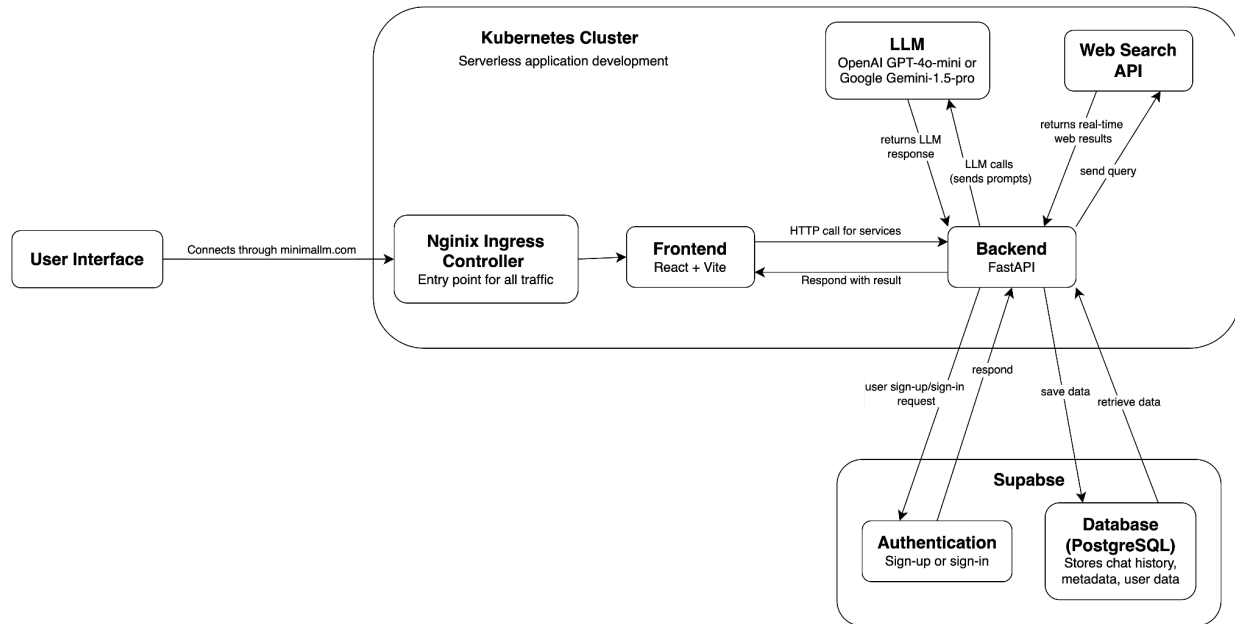 Kubernetes Cluster
Serverless application development
LLM
OpenAI GPT-4o-mini or
Google Gemini-1.5-pro
Web Search
API
returns LLM
response
LLM calls
(sends prompts)
returns real-time
web results
send query
User Interface
Connects through minimallm.com
Nginix Ingress
Controller
Entry point for all traffic
Frontend
React + Vite
HTTP call for services
Respond with result
Backend
FastAPI
user sign-up/sign-in
request
respond
save data
retrieve data
Supabse
Authentication
Sign-up or sign-in
Database
(PostgreSQL)
Stores chat history,
metadata, user data